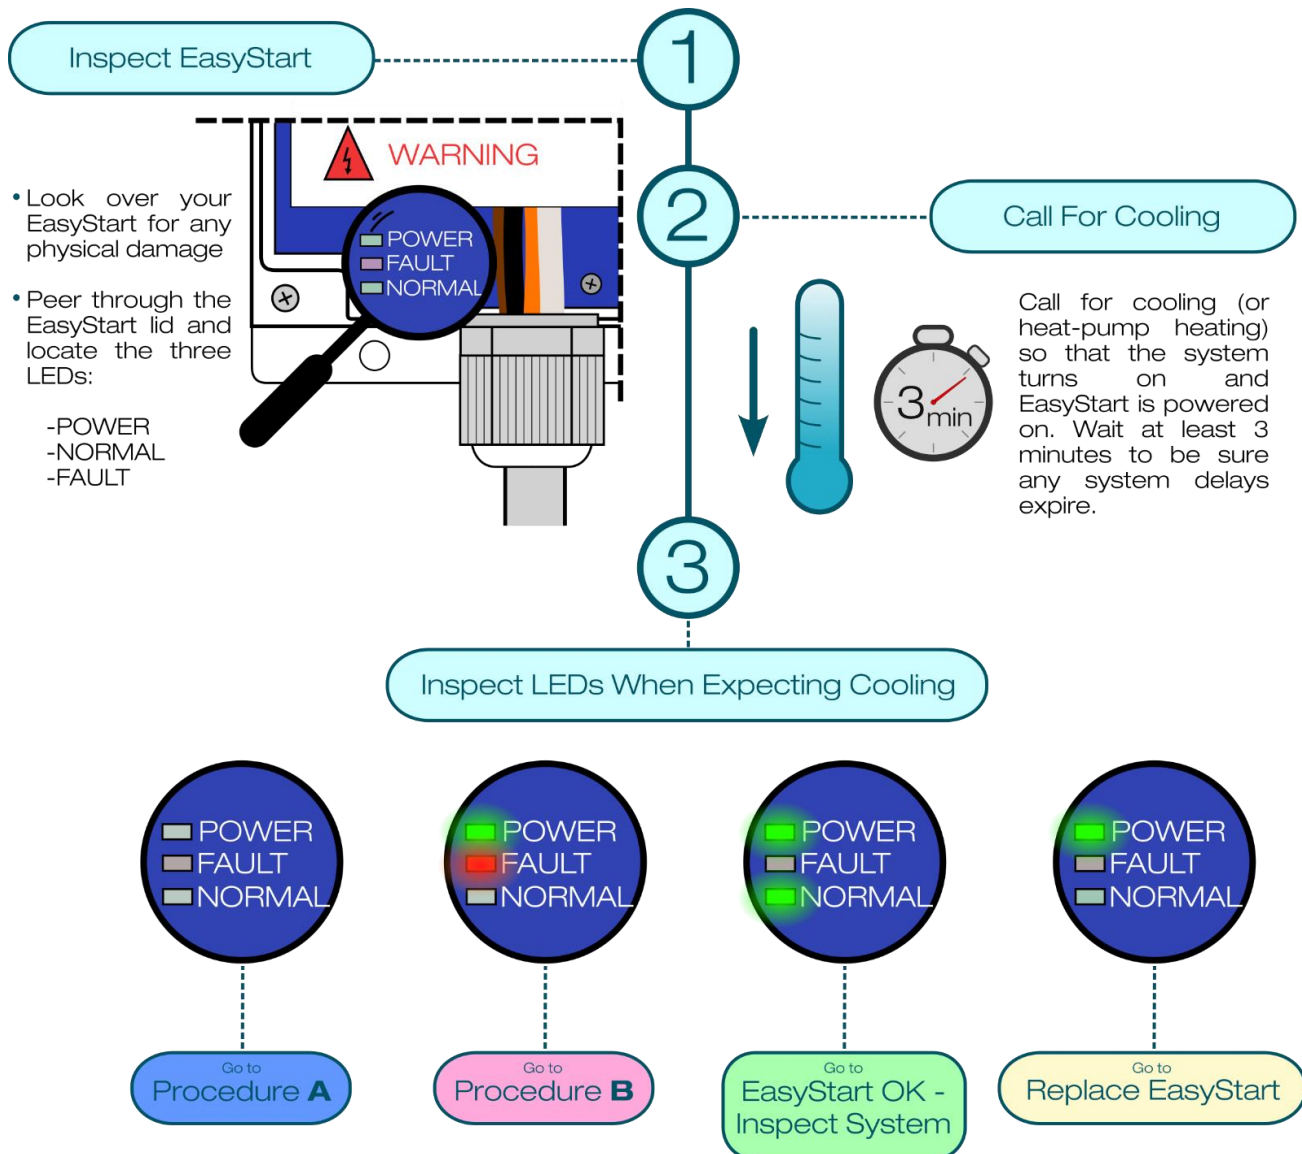 Inspect EasyStart
1
WARNING
• Look over your
EasyStart for any
physical damage
• Peer through the
EasyStart lid and
locate the three
LEDs:
-POWER
-NORMAL
-FAULT
POWER
FAULT
NORMAL
2
Call For Cooling
3 min
Call for cooling (or
heat-pump heating)
so that the system
turns on and
EasyStart is powered
on. Wait at least 3
minutes to be sure
any system delays
expire.
3
Inspect LEDs When Expecting Cooling
POWER
FAULT
NORMAL
Go to
Procedure A
POWER
FAULT
NORMAL
Go to
Procedure B
POWER
FAULT
NORMAL
Go to
EasyStart OK -
Inspect System
POWER
FAULT
NORMAL
Go to
Replace EasyStart